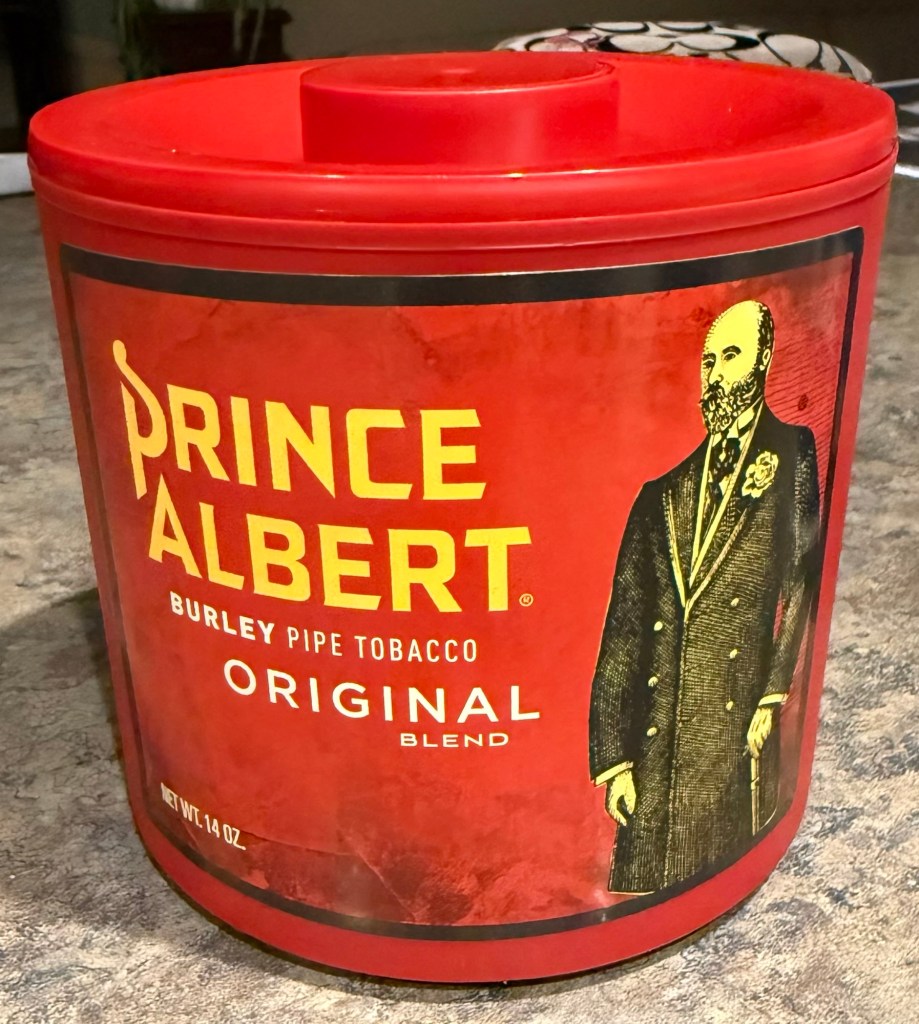 PRINCE
ALBERT®
BURLEY PIPE TOBACCO
ORIGINAL
BLEND
NET WT. 14 OZ.